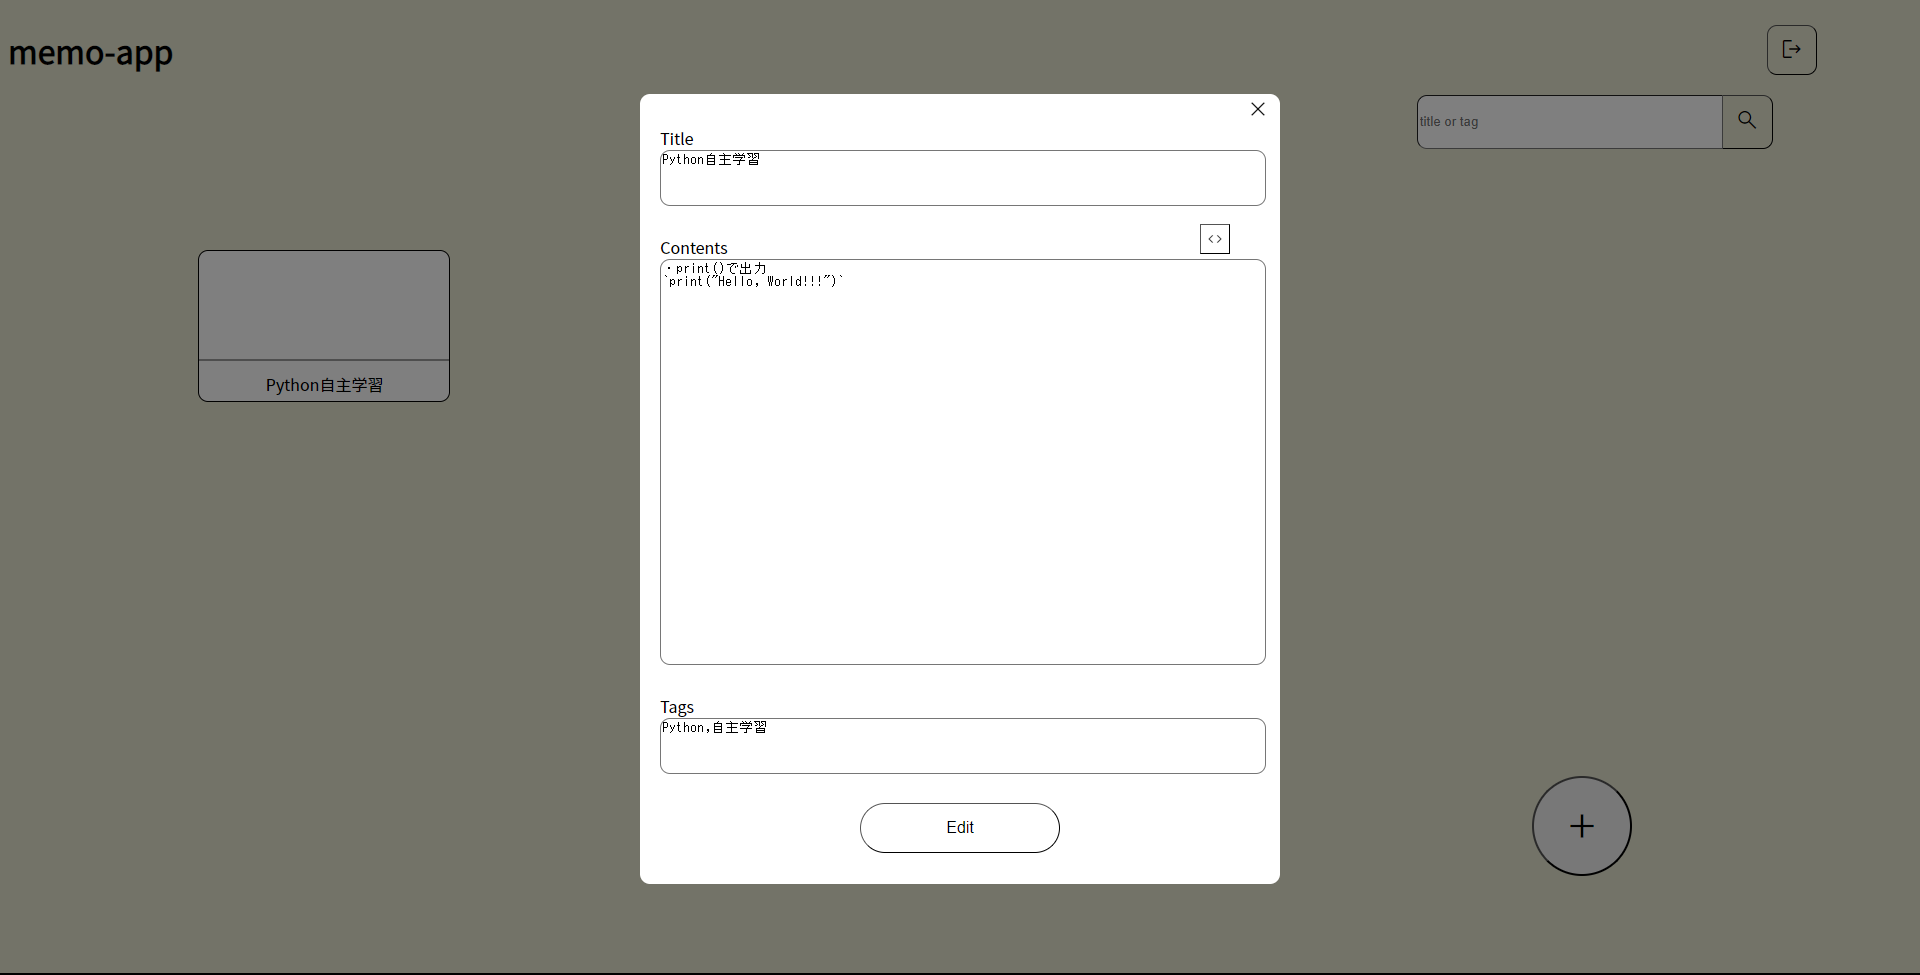 memo-app
title or tag
Python自主学習
Title
Python自主学習
Contents
・print()で出力
`print("Hello, World!!!")`
Tags
Python,自主学習
Edit